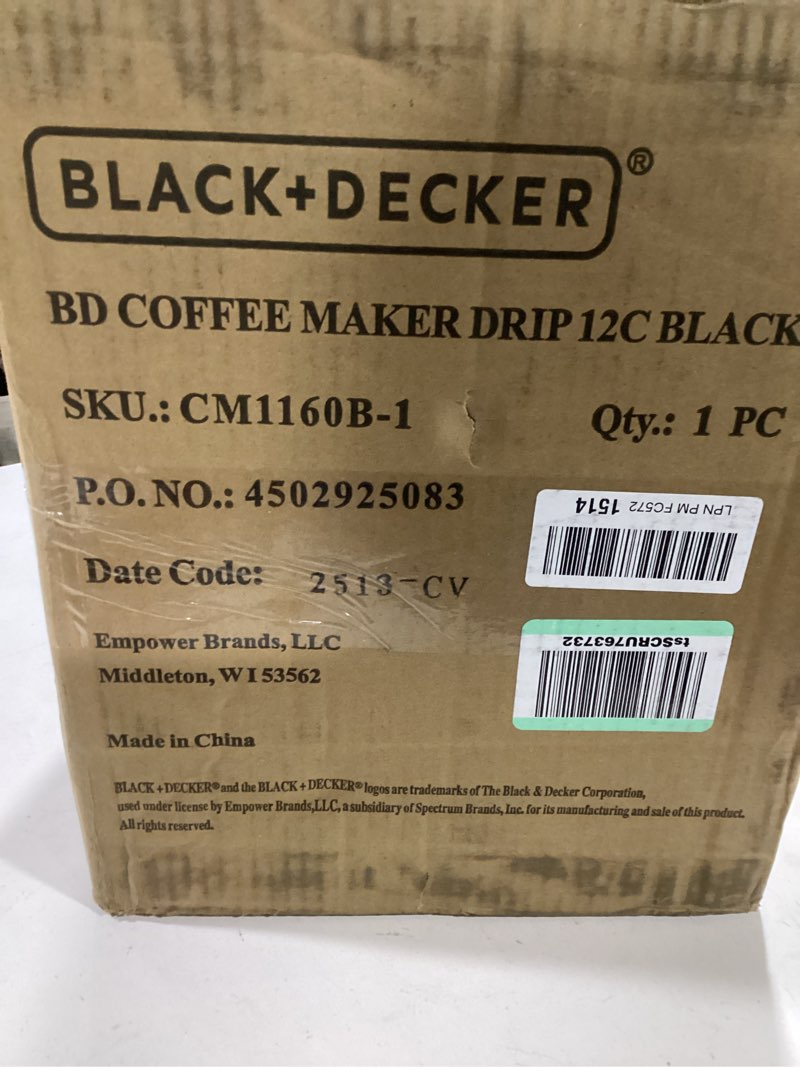 BLACK+DECKER®
BD COFFEE MAKER DRIP 12C BLACK
SKU.: CM1160B-1 Qty.: 1 PC
P.O. NO.: 4502925083
LPN PM FC572 1514
Date Code: 2513-CV
tsSCRU763732
Empower Brands, LLC
Middleton, WI 53562
Made in China
BLACK+DECKER® and the BLACK+DECKER® logos are trademarks of The Black & Decker Corporation,
used under license by Empower Brands,LLC, a subsidiary of Spectrum Brands, Inc. for its manufacturing and sale of this product.
All rights reserved.